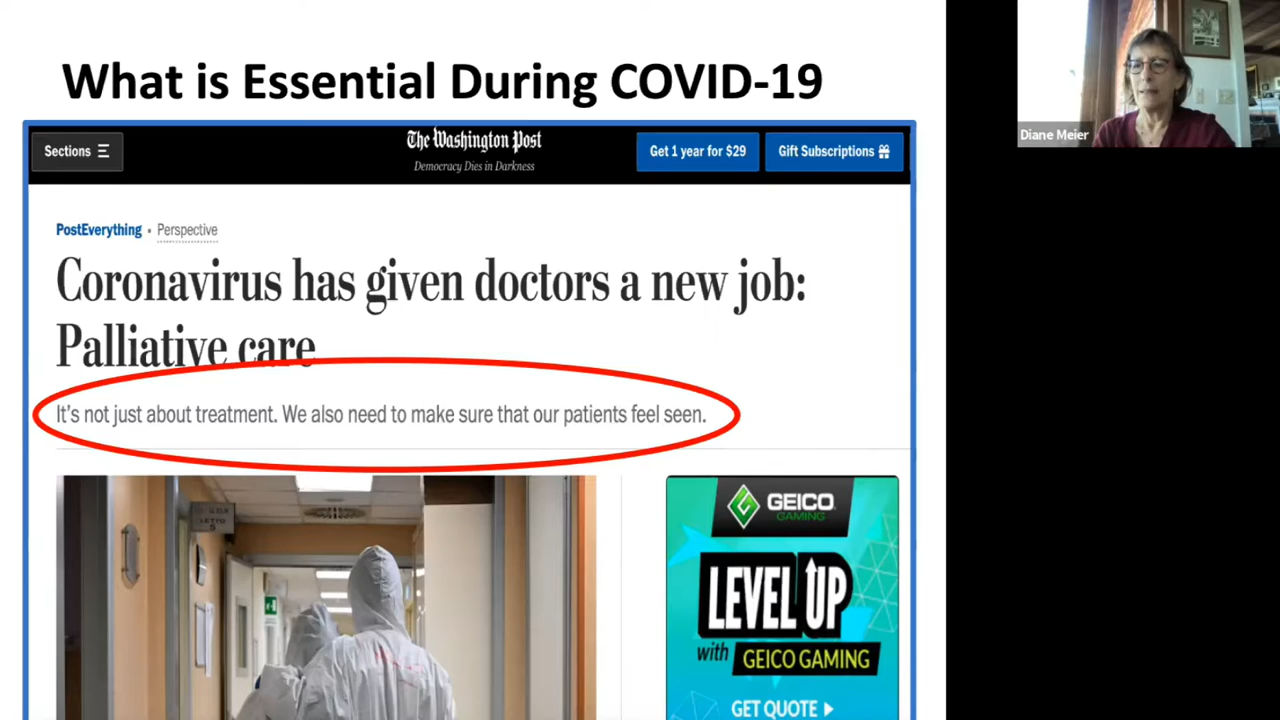 What is Essential During COVID-19
Diane Meier
Sections
The Washington Post
Democracy Dies in Darkness
Get 1 year for $29
Gift Subscriptions
PostEverything • Perspective
Coronavirus has given doctors a new job:
Palliative care
It's not just about treatment. We also need to make sure that our patients feel seen.
LETTO
5
GEICO
GAMING
LEVEL UP
with GEICO GAMING
GET QUOTE